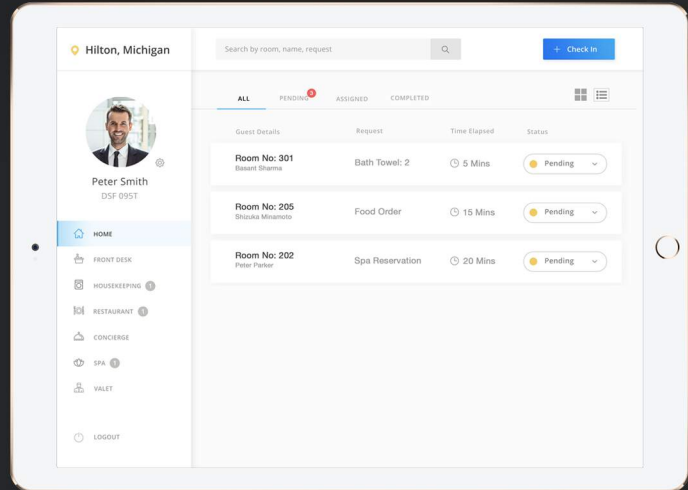 Hilton, Michigan
Search by room, name, request
+ Check In
Peter Smith
DSF 095T
HOME
FRONT DESK
HOUSEKEEPING 1
RESTAURANT 1
CONCIERGE
SPA 1
VALET
LOGOUT
ALL PENDING 3 ASSIGNED COMPLETED
Guest Details Request Time Elapsed Status
Room No: 301 Bath Towel: 2 5 Mins Pending
Basant Sharma
Room No: 205 Food Order 15 Mins Pending
Shizuka Minamoto
Room No: 202 Spa Reservation 20 Mins Pending
Peter Parker